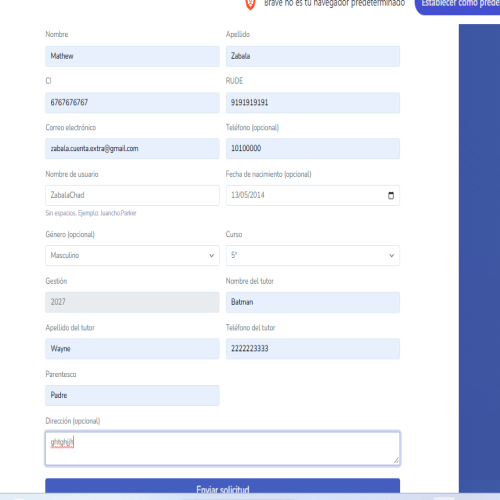 Brave no es tu navegador predeterminado Establecer como prede
Nombre Apellido
Mathew Zabala
CI RUDE
6767676767 9191919191
Correo electrónico Teléfono (opcional)
zabala.cuenta.extra@gmail.com 10100000
Nombre de usuario Fecha de nacimiento (opcional)
ZabalaChad 13/05/2014
Sin espacios. Ejemplo: Juancho.Parker
Género (opcional) Curso
Masculino 5°
Gestión Nombre del tutor
2027 Batman
Apellido del tutor Teléfono del tutor
Wayne 2222223333
Parentesco
Padre
Dirección (opcional)
ghtghjjh
Enviar solicitud